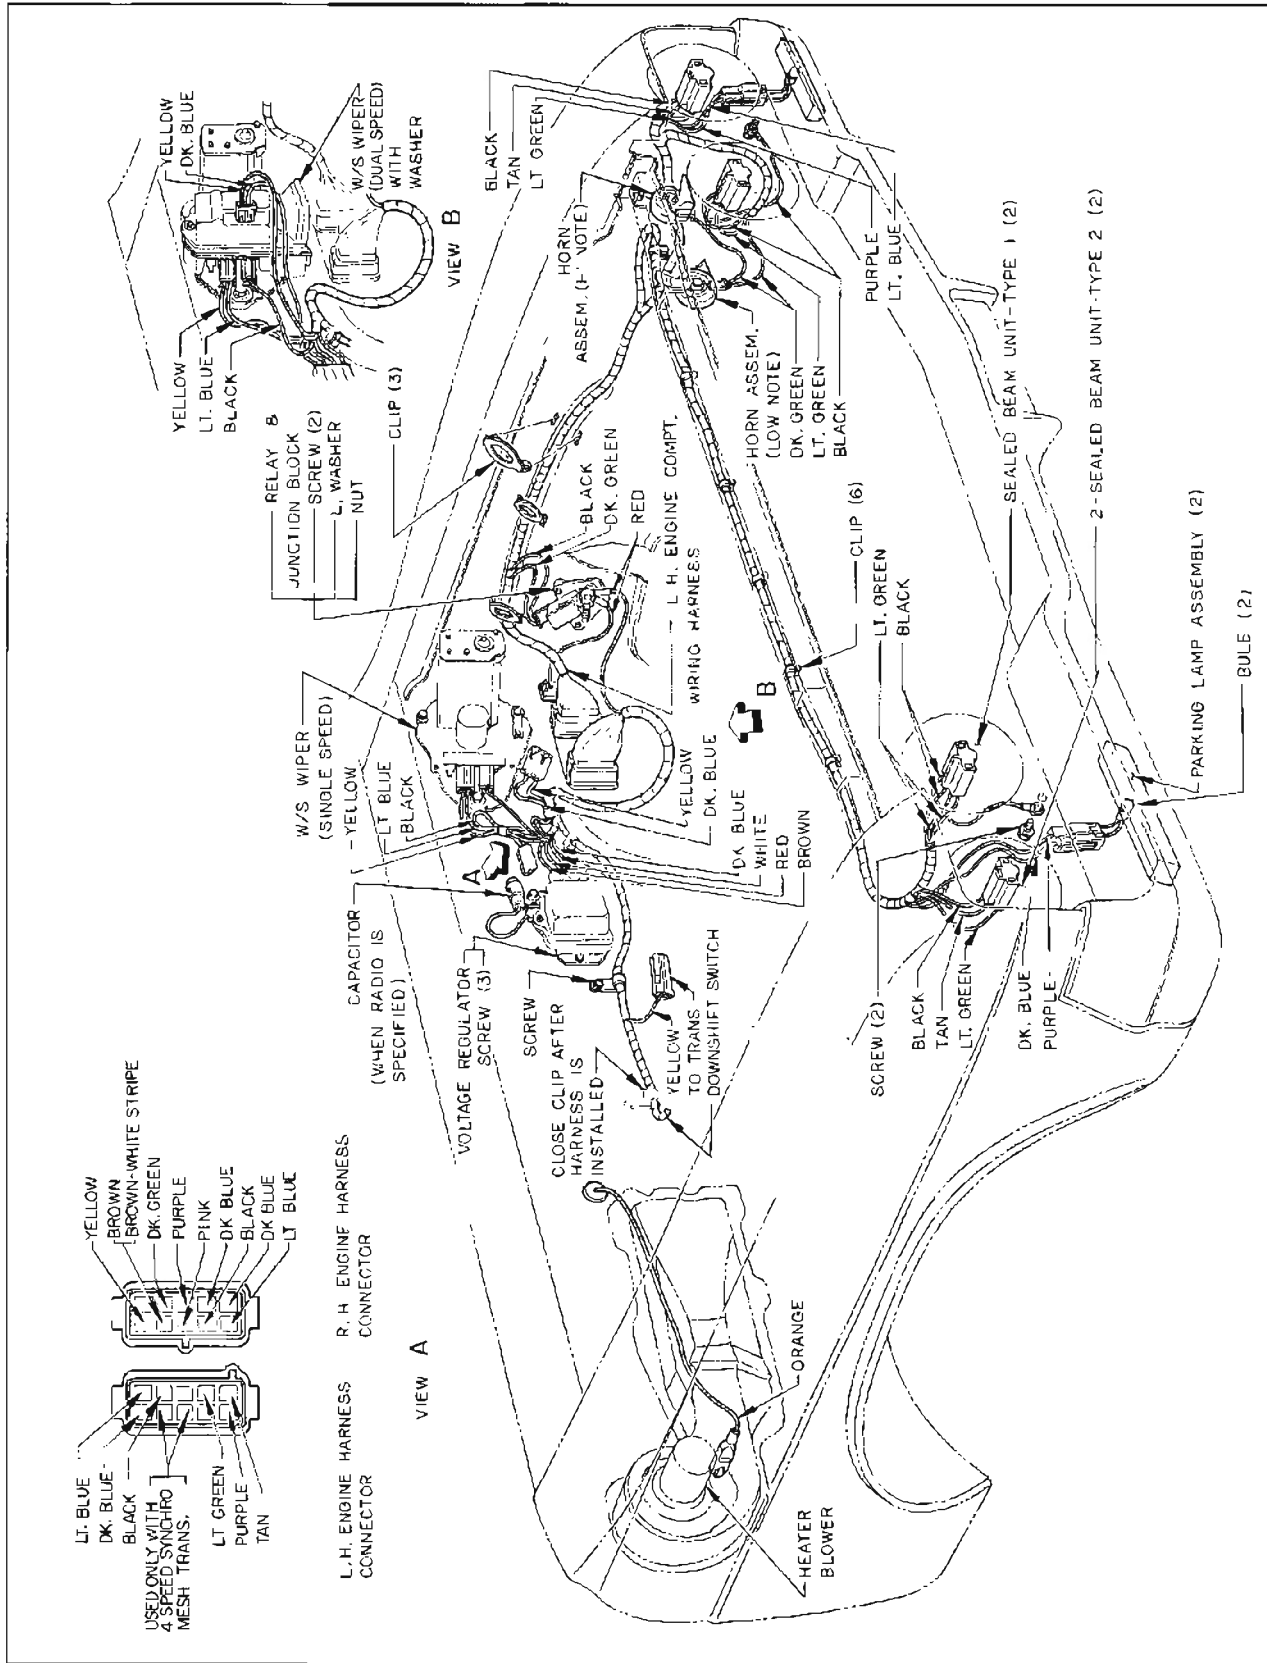 LT. BLUE
DK. BLUE
BLACK
USED ONLY WITH
4 SPEED SYNCHRO
MESH TRANS.
LT GREEN
PURPLE
TAN
L.H. ENGINE HARNESS
CONNECTOR
YELLOW
BROWN
BROWN-WHITE STRIPE
DK. GREEN
PURPLE
PINK
DK BLUE
BLACK
DK BLUE
LT BLUE
R. H ENGINE HARNESS
CONNECTOR
VIEW A
CAPACITOR
(WHEN RADIO IS
SPECIFIED)
VOLTAGE REGULATOR
SCREW (3)
SCREW
CLOSE CLIP AFTER
HARNESS IS
INSTALLED
YELLOW
TO TRANS.
DOWNSHIFT SWITCH
ORANGE
HEATER
BLOWER
W/S WIPER
(SINGLE SPEED)
YELLOW
LT BLUE
BLACK
A
DK BLUE
WHITE
RED
BROWN
YELLOW
DK. BLUE
B
RELAY &
JUNCTION BLOCK
SCREW (2)
L. WASHER
NUT
CLIP (3)
BLACK
DK. GREEN
RED
L. H. ENGINE COMPT.
WIRING HARNESS
YELLOW
LT. BLUE
BLACK
YELLOW
DK. BLUE
W/S WIPER
(DUAL SPEED)
WITH
WASHER
VIEW B
BLACK
TAN
LT GREEN
HORN
ASSEM. (H NOTE)
PURPLE
LT. BLUE
HORN ASSEM.
(LOW NOTE)
DK. GREEN
LT. GREEN
BLACK
CLIP (6)
LT. GREEN
BLACK
SEALED BEAM UNIT-TYPE 1 (2)
2-SEALED BEAM UNIT-TYPE 2 (2)
PARKING LAMP ASSEMBLY (2)
BULB (2)
SCREW (2)
BLACK
TAN
LT. GREEN
DK. BLUE
PURPLE